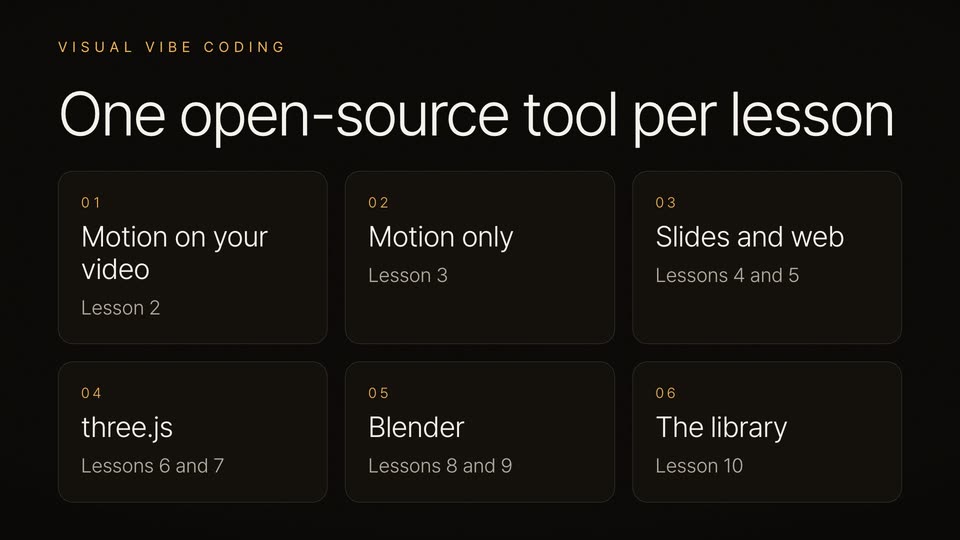 VISUAL VIBE CODING
One open-source tool per lesson
01
Motion on your
video
Lesson 2
02
Motion only
Lesson 3
03
Slides and web
Lessons 4 and 5
04
three.js
Lessons 6 and 7
05
Blender
Lessons 8 and 9
06
The library
Lesson 10